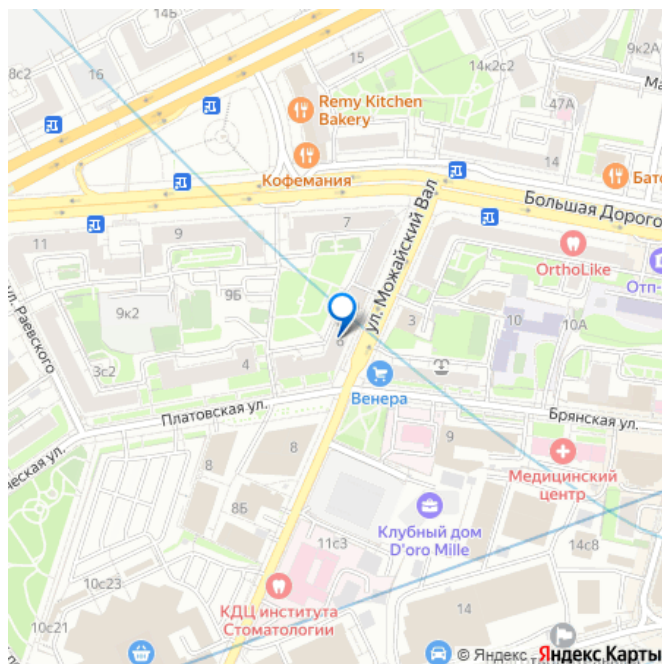 14Б
8с2
16
15
14к2с2
9к2А
Remy Kitchen
Bakery
47А
Кофемания
14
Бато
Большая Дорого
ул. Можайский Вал
7
9
11
OrthoLike
Отп-
9Б
9к2
ул. Раевского
3
10
10А
6
3с2
4
Венера
Платовская ул.
Брянская ул.
ческая ул.
8
9
Медицинский
центр
8
8Б
Клубный дом
D'oro Mille
11с3
14с8
10с23
КДЦ института
Стоматологии
14
10с21
© Яндекс Яндекс Карты